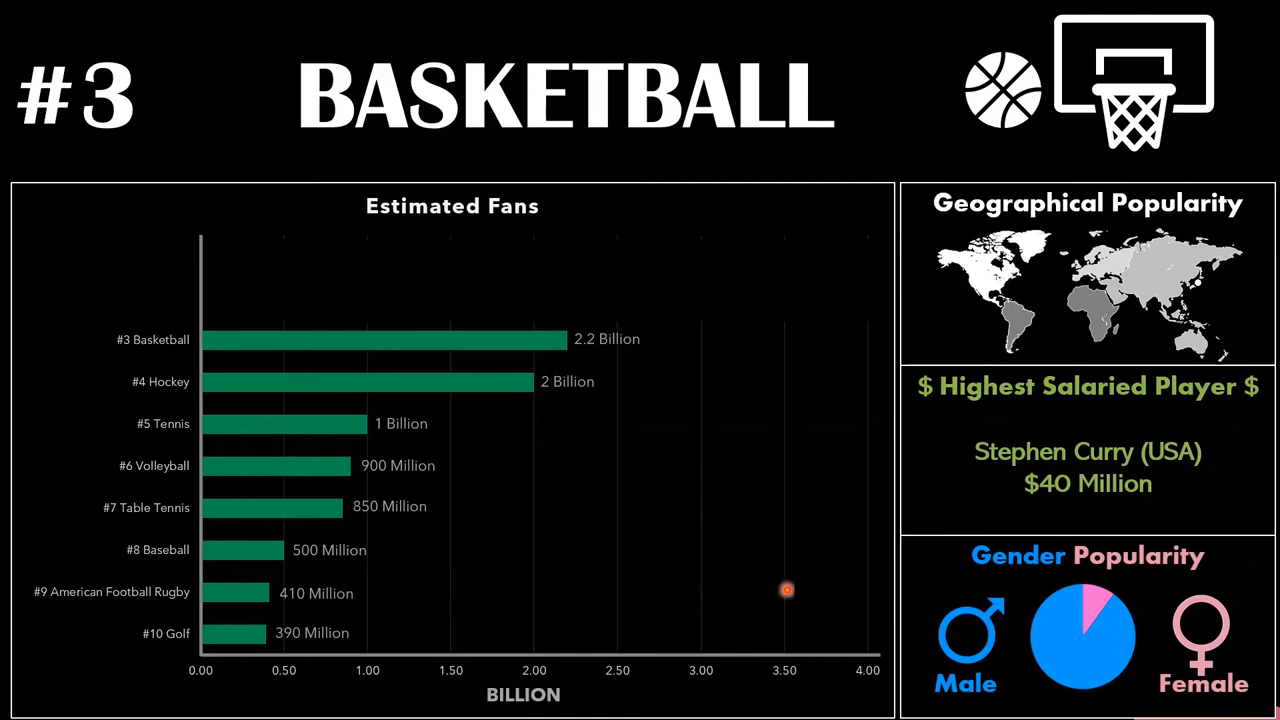 #3 BASKETBALL
Estimated Fans
#3 Basketball 2.2 Billion
#4 Hockey 2 Billion
#5 Tennis 1 Billion
#6 Volleyball 900 Million
#7 Table Tennis 850 Million
#8 Baseball 500 Million
#9 American Football Rugby 410 Million
#10 Golf 390 Million
0.00 0.50 1.00 1.50 2.00 2.50 3.00 3.50 4.00
BILLION
Geographical Popularity
$ Highest Salaried Player $
Stephen Curry (USA)
$40 Million
Gender Popularity
Male Female